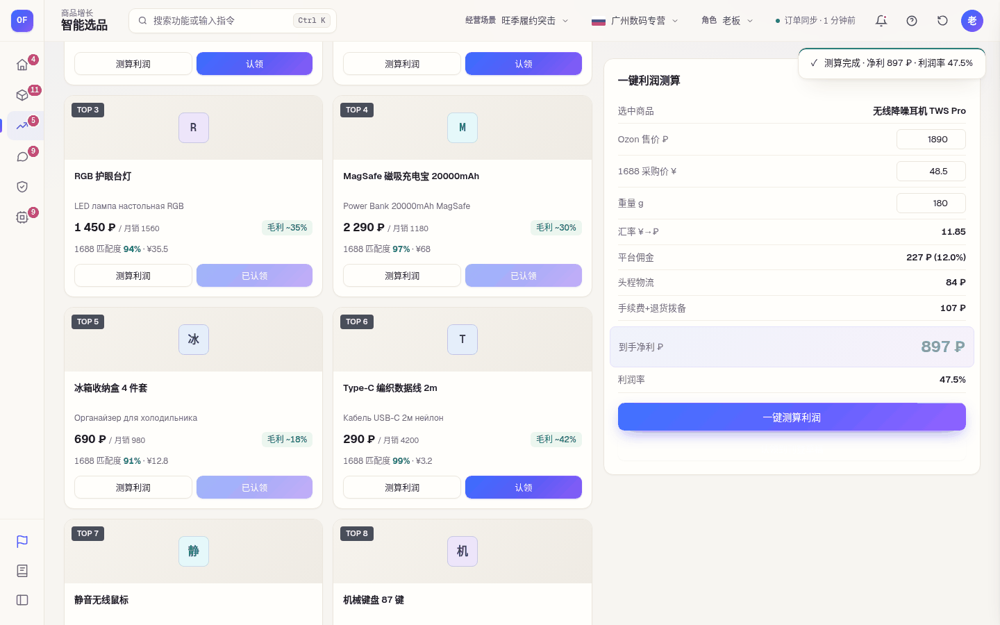 OF
商品增长
智能选品
搜索功能或输入指令
Ctrl K
经营场景 旺季履约突击
广州数码专营
角色 老板
订单同步 · 1 分钟前
老
4
11
5
9
9
测算利润
认领
测算利润
认领
TOP 3
R
RGB 护眼台灯
LED лампа настольная RGB
1 450 ₽ / 月销 1560
毛利 ~35%
1688 匹配度 94% · ¥35.5
测算利润
已认领
TOP 4
M
MagSafe 磁吸充电宝 20000mAh
Power Bank 20000mAh MagSafe
2 290 ₽ / 月销 1180
毛利 ~30%
1688 匹配度 97% · ¥68
测算利润
已认领
TOP 5
冰
冰箱收纳盒 4 件套
Органайзер для холодильника
690 ₽ / 月销 980
毛利 ~18%
1688 匹配度 91% · ¥12.8
测算利润
已认领
TOP 6
T
Type-C 编织数据线 2m
Кабель USB-C 2м нейлон
290 ₽ / 月销 4200
毛利 ~42%
1688 匹配度 99% · ¥3.2
测算利润
认领
TOP 7
静
静音无线鼠标
TOP 8
机
机械键盘 87 键
✓ 测算完成 · 净利 897 ₽ · 利润率 47.5%
一键利润测算
选中商品
无线降噪耳机 TWS Pro
Ozon 售价 ₽
1890
1688 采购价 ¥
48.5
重量 g
180
汇率 ¥→₽
11.85
平台佣金
227 ₽ (12.0%)
头程物流
84 ₽
手续费+退货拨备
107 ₽
到手净利 ₽
897 ₽
利润率
47.5%
一键测算利润